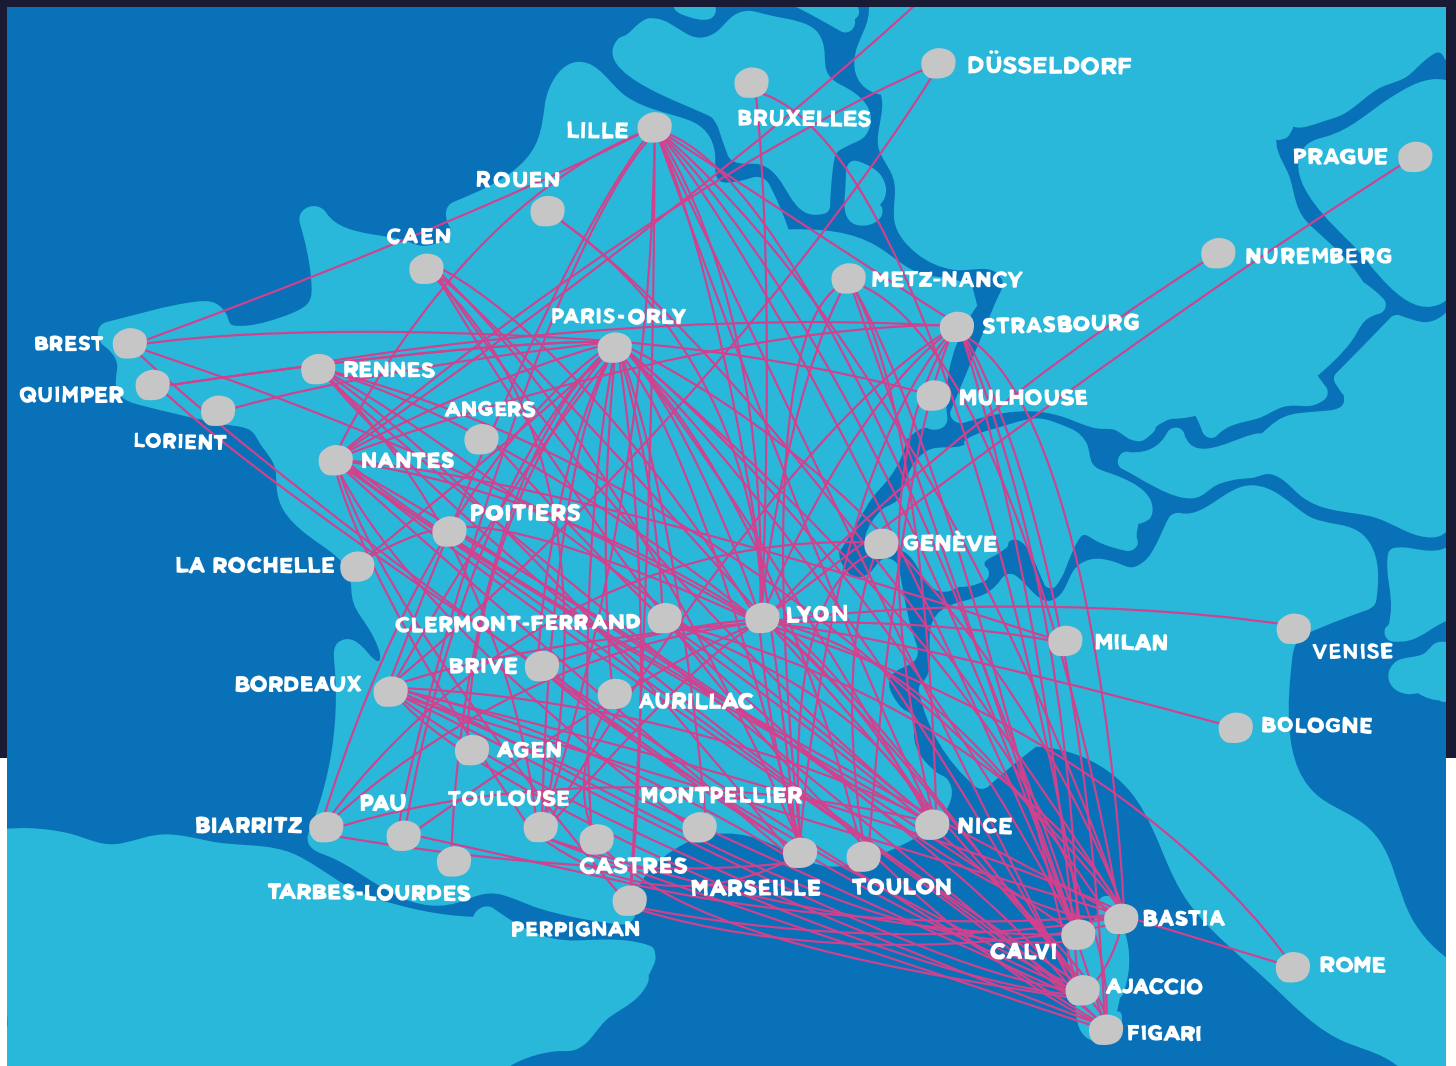 DÜSSELDORF
BRUXELLES
LILLE
PRAGUE
ROUEN
CAEN
NUREMBERG
METZ-NANCY
PARIS-ORLY
STRASBOURG
BREST
RENNES
QUIMPER
MULHOUSE
ANGERS
LORIENT
NANTES
POITIERS
GENÈVE
LA ROCHELLE
LYON
CLERMONT-FERRAND
MILAN
VENISE
BRIVE
BORDEAUX
AURILLAC
BOLOGNE
AGEN
MONTPELLIER
TOULOUSE
PAU
BIARRITZ
NICE
CASTRES
MARSEILLE
TOULON
TARBES-LOURDES
BASTIA
PERPIGNAN
CALVI
ROME
AJACCIO
FIGARI